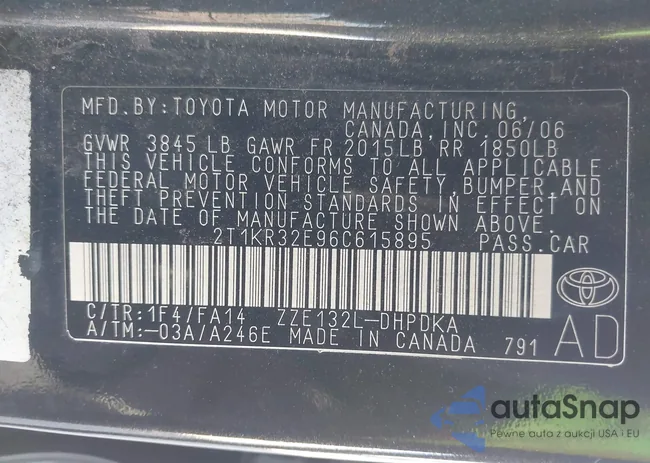 MFD. BY: TOYOTA MOTOR MANUFACTURING,
CANADA, INC. 06/06
GVWR 3845 LB GAWR FR 2015LB RR 1850LB
THIS VEHICLE CONFORMS TO ALL APPLICABLE
FEDERAL MOTOR VEHICLE SAFETY, BUMPER, AND
THEFT PREVENTION STANDARDS IN EFFECT ON
THE DATE OF MANUFACTURE SHOWN ABOVE.
2T1KR32E96C615895 PASS. CAR
C/TR: 1F4/FA14 ZZE132L-DHPDKA
A/TM: -03A/A246E MADE IN CANADA 791
AD
autaSnap
Pewne auta z aukcji USA i EU